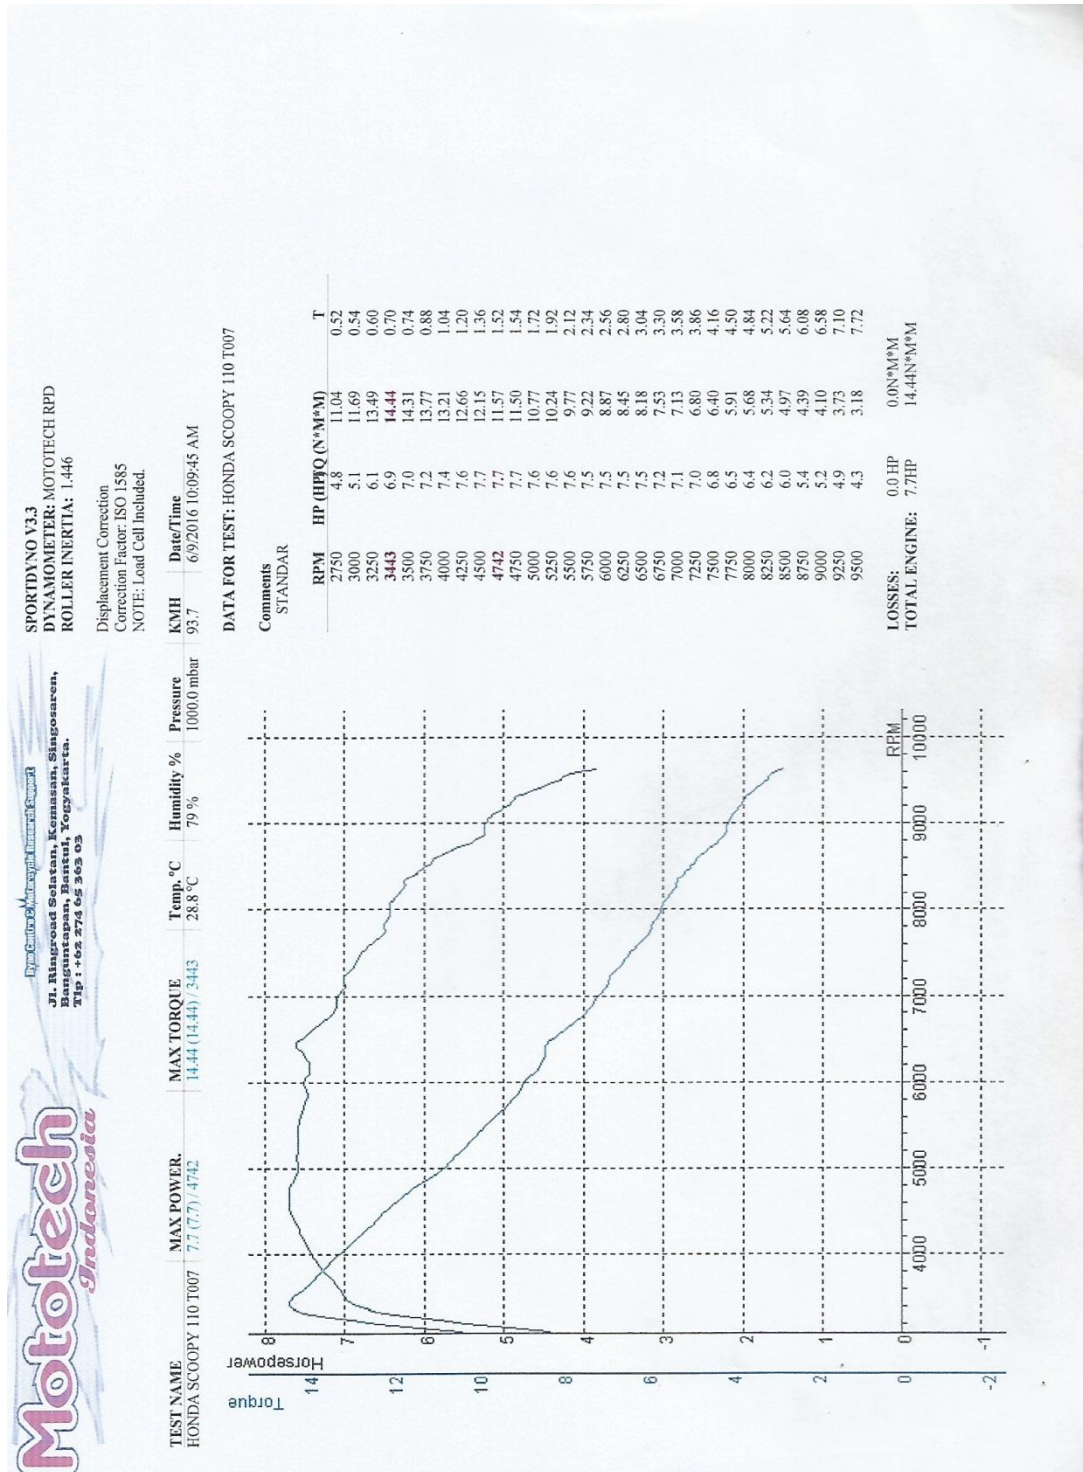 Mototech
Indonesia
Dyno Centre & Motorcycle Research Support
Jl. Ringroad Selatan, Kemasan, Singosaren,
Banguntapan, Bantul, Yogyakarta.
Tlp : +62 274 65 363 03
SPORTDYNO V3.3
DYNAMOMETER: MOTOTECH RPD
ROLLER INERTIA: 1.446
Displacement Correction
Correction Factor: ISO 1585
NOTE: Load Cell Included.
TEST NAME MAX POWER. MAX TORQUE Temp. °C Humidity % Pressure KMH Date/Time
HONDA SCOOPY 110 T007 7.7 (7.7) / 4742 14.44 (14.44) / 3443 28.8°C 79 % 1000.0 mbar 93.7 6/9/2016 10:09:45 AM
Torque
Horsepower
14
12
10
8
6
4
2
0
-2
8
7
6
5
4
3
2
1
0
-1
4000 5000 6000 7000 8000 9000 10000
RPM
DATA FOR TEST: HONDA SCOOPY 110 T007
Comments
STANDAR
RPM HP (HP) TQ (N*M*M) T
2750 4.8 11.04 0.52
3000 5.1 11.69 0.54
3250 6.1 13.49 0.60
3443 6.9 14.44 0.70
3500 7.0 14.31 0.74
3750 7.2 13.77 0.88
4000 7.4 13.21 1.04
4250 7.6 12.66 1.20
4500 7.7 12.15 1.36
4742 7.7 11.57 1.52
4750 7.7 11.50 1.54
5000 7.6 10.77 1.72
5250 7.6 10.24 1.92
5500 7.6 9.77 2.12
5750 7.5 9.22 2.34
6000 7.5 8.87 2.56
6250 7.5 8.45 2.80
6500 7.5 8.18 3.04
6750 7.2 7.53 3.30
7000 7.1 7.13 3.58
7250 7.0 6.80 3.86
7500 6.8 6.40 4.16
7750 6.5 5.91 4.50
8000 6.4 5.68 4.84
8250 6.2 5.34 5.22
8500 6.0 4.97 5.64
8750 5.4 4.39 6.08
9000 5.2 4.10 6.58
9250 4.9 3.73 7.10
9500 4.3 3.18 7.72
LOSSES: 0.0 HP 0.0N*M*M
TOTAL ENGINE: 7.7HP 14.44N*M*M